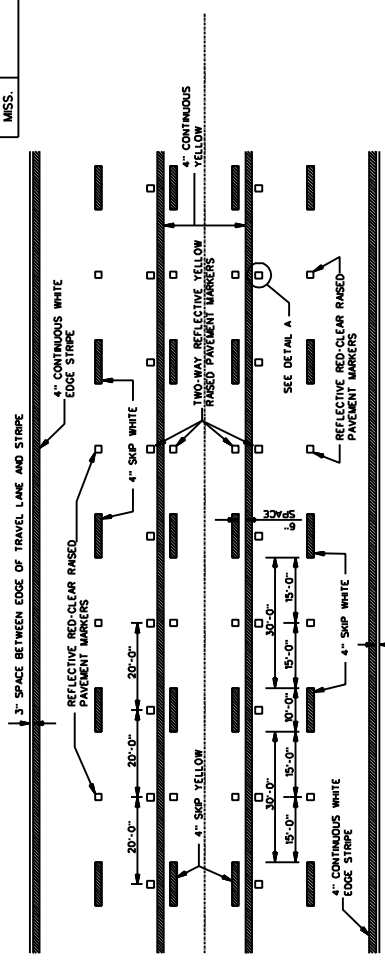 MISS.
3" SPACE BETWEEN EDGE OF TRAVEL LANE AND STRIPE
4" CONTINUOUS WHITE
EDGE STRIPE
REFLECTIVE RED-CLEAR RAISED
PAVEMENT MARKERS
4" SKIP WHITE
20'-0"
20'-0"
20'-0"
4" CONTINUOUS
YELLOW
TWO-WAY REFLECTIVE YELLOW
RAISED PAVEMENT MARKERS
4" SKIP YELLOW
6"
SPACE
SEE DETAIL A
30'-0"
30'-0"
15'-0"
15'-0"
10'-0"
15'-0"
15'-0"
REFLECTIVE RED-CLEAR RAISED
PAVEMENT MARKERS
4" SKIP WHITE
4" CONTINUOUS WHITE
EDGE STRIPE